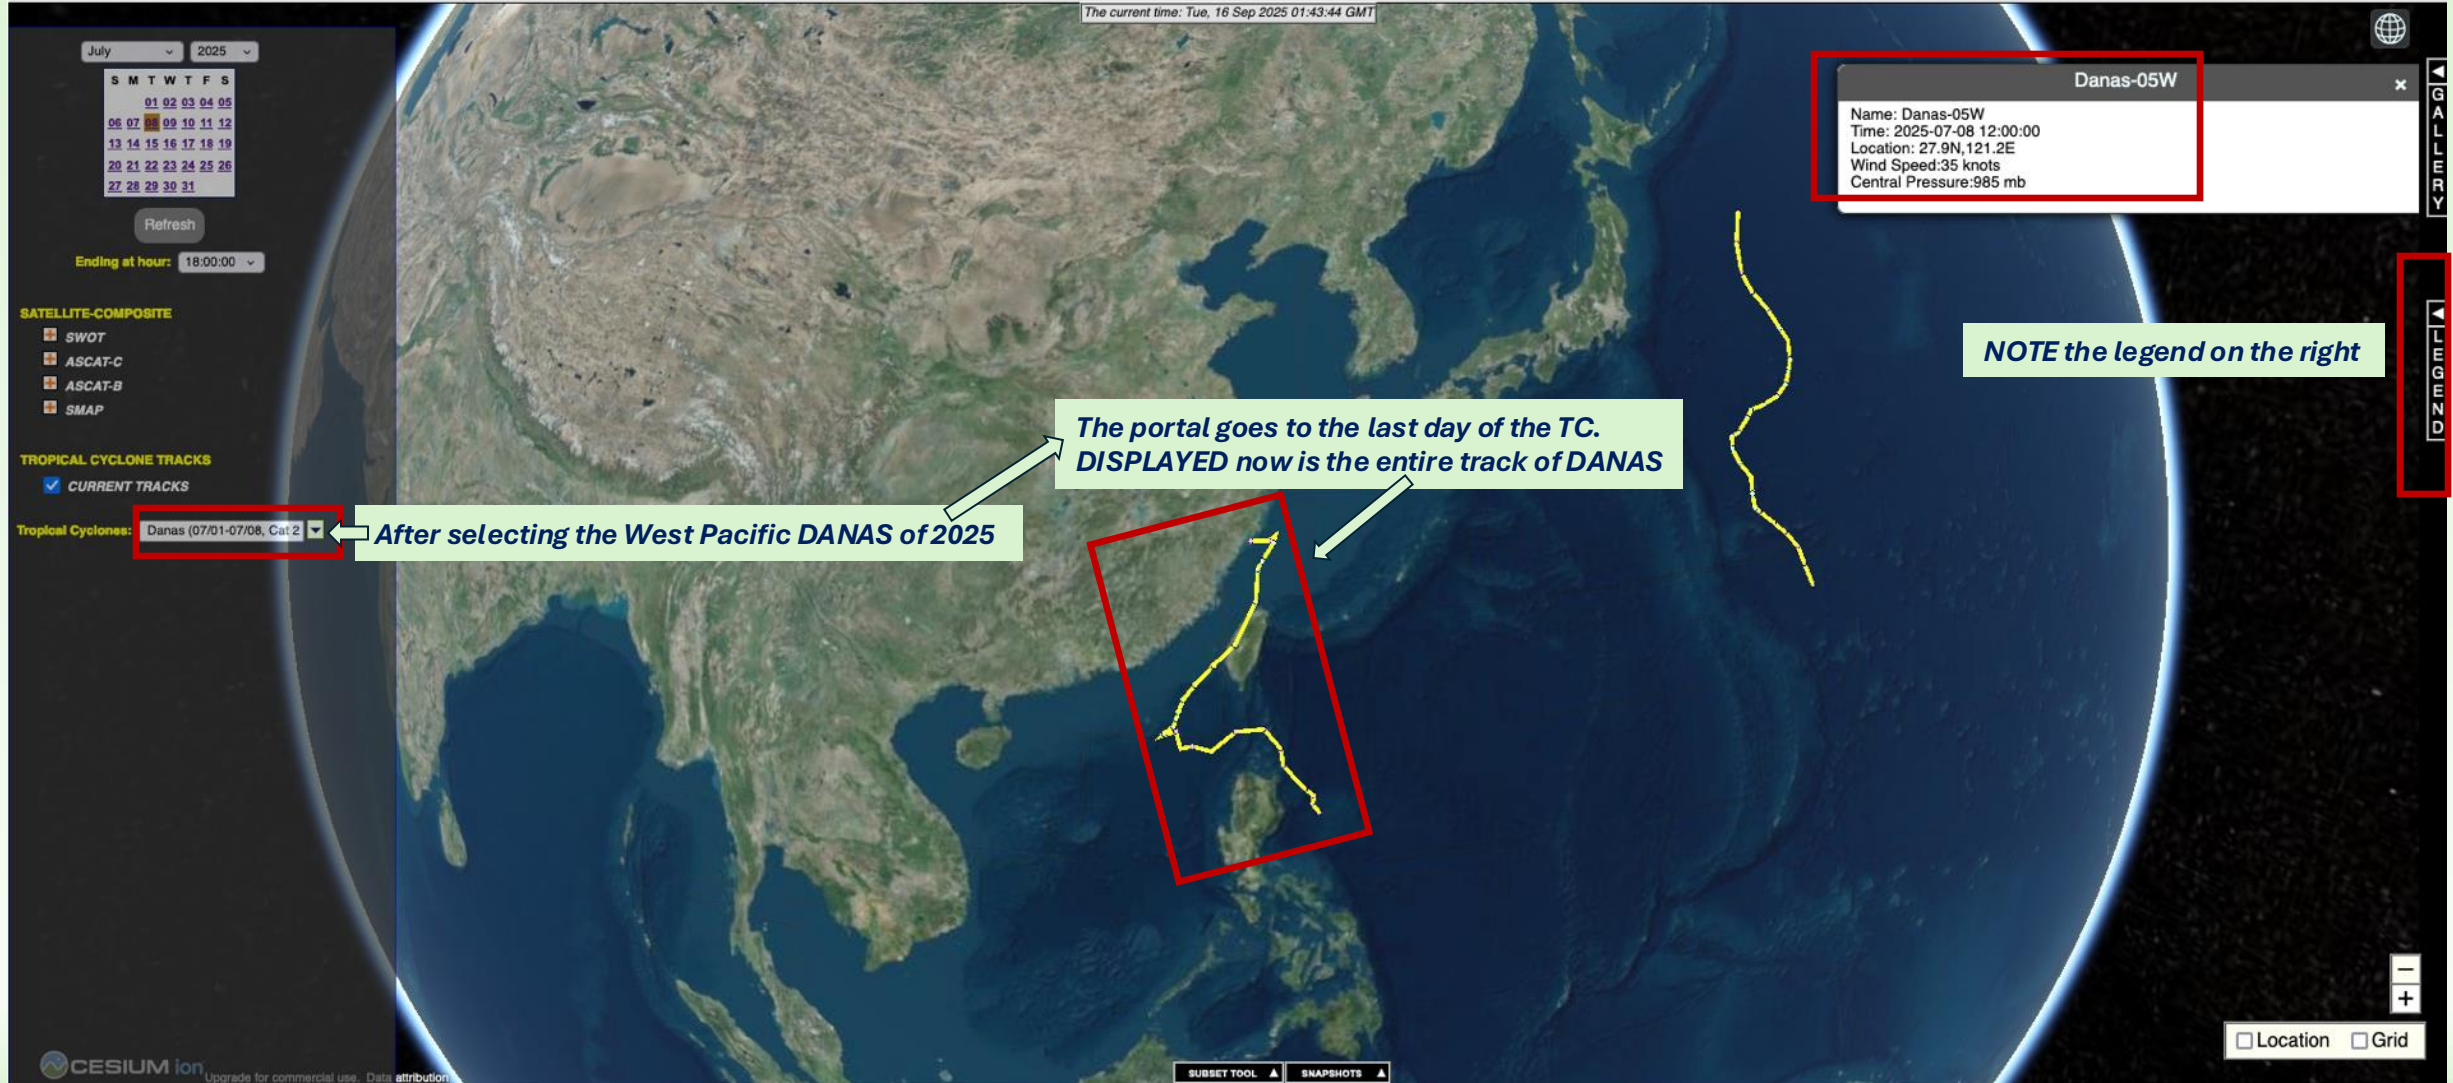 The current time: Tue, 16 Sep 2025 01:43:44 GMT
July 2025
S M T W T F S
01 02 03 04 05
06 07 08 09 10 11 12
13 14 15 16 17 18 19
20 21 22 23 24 25 26
27 28 29 30 31
Refresh
Ending at hour: 18:00:00
SATELLITE-COMPOSITE
SWOT
ASCAT-C
ASCAT-B
SMAP
TROPICAL CYCLONE TRACKS
CURRENT TRACKS
Tropical Cyclones: Danas (07/01-07/08, Cat 2
After selecting the West Pacific DANAS of 2025
The portal goes to the last day of the TC.
DISPLAYED now is the entire track of DANAS
Danas-05W ×
Name: Danas-05W
Time: 2025-07-08 12:00:00
Location: 27.9N,121.2E
Wind Speed:35 knots
Central Pressure:985 mb
GALLERY
NOTE the legend on the right
LEGEND
−
+
Location Grid
SUBSET TOOL ▲ SNAPSHOTS ▲
CESIUM ion
Upgrade for commercial use. Data attribution